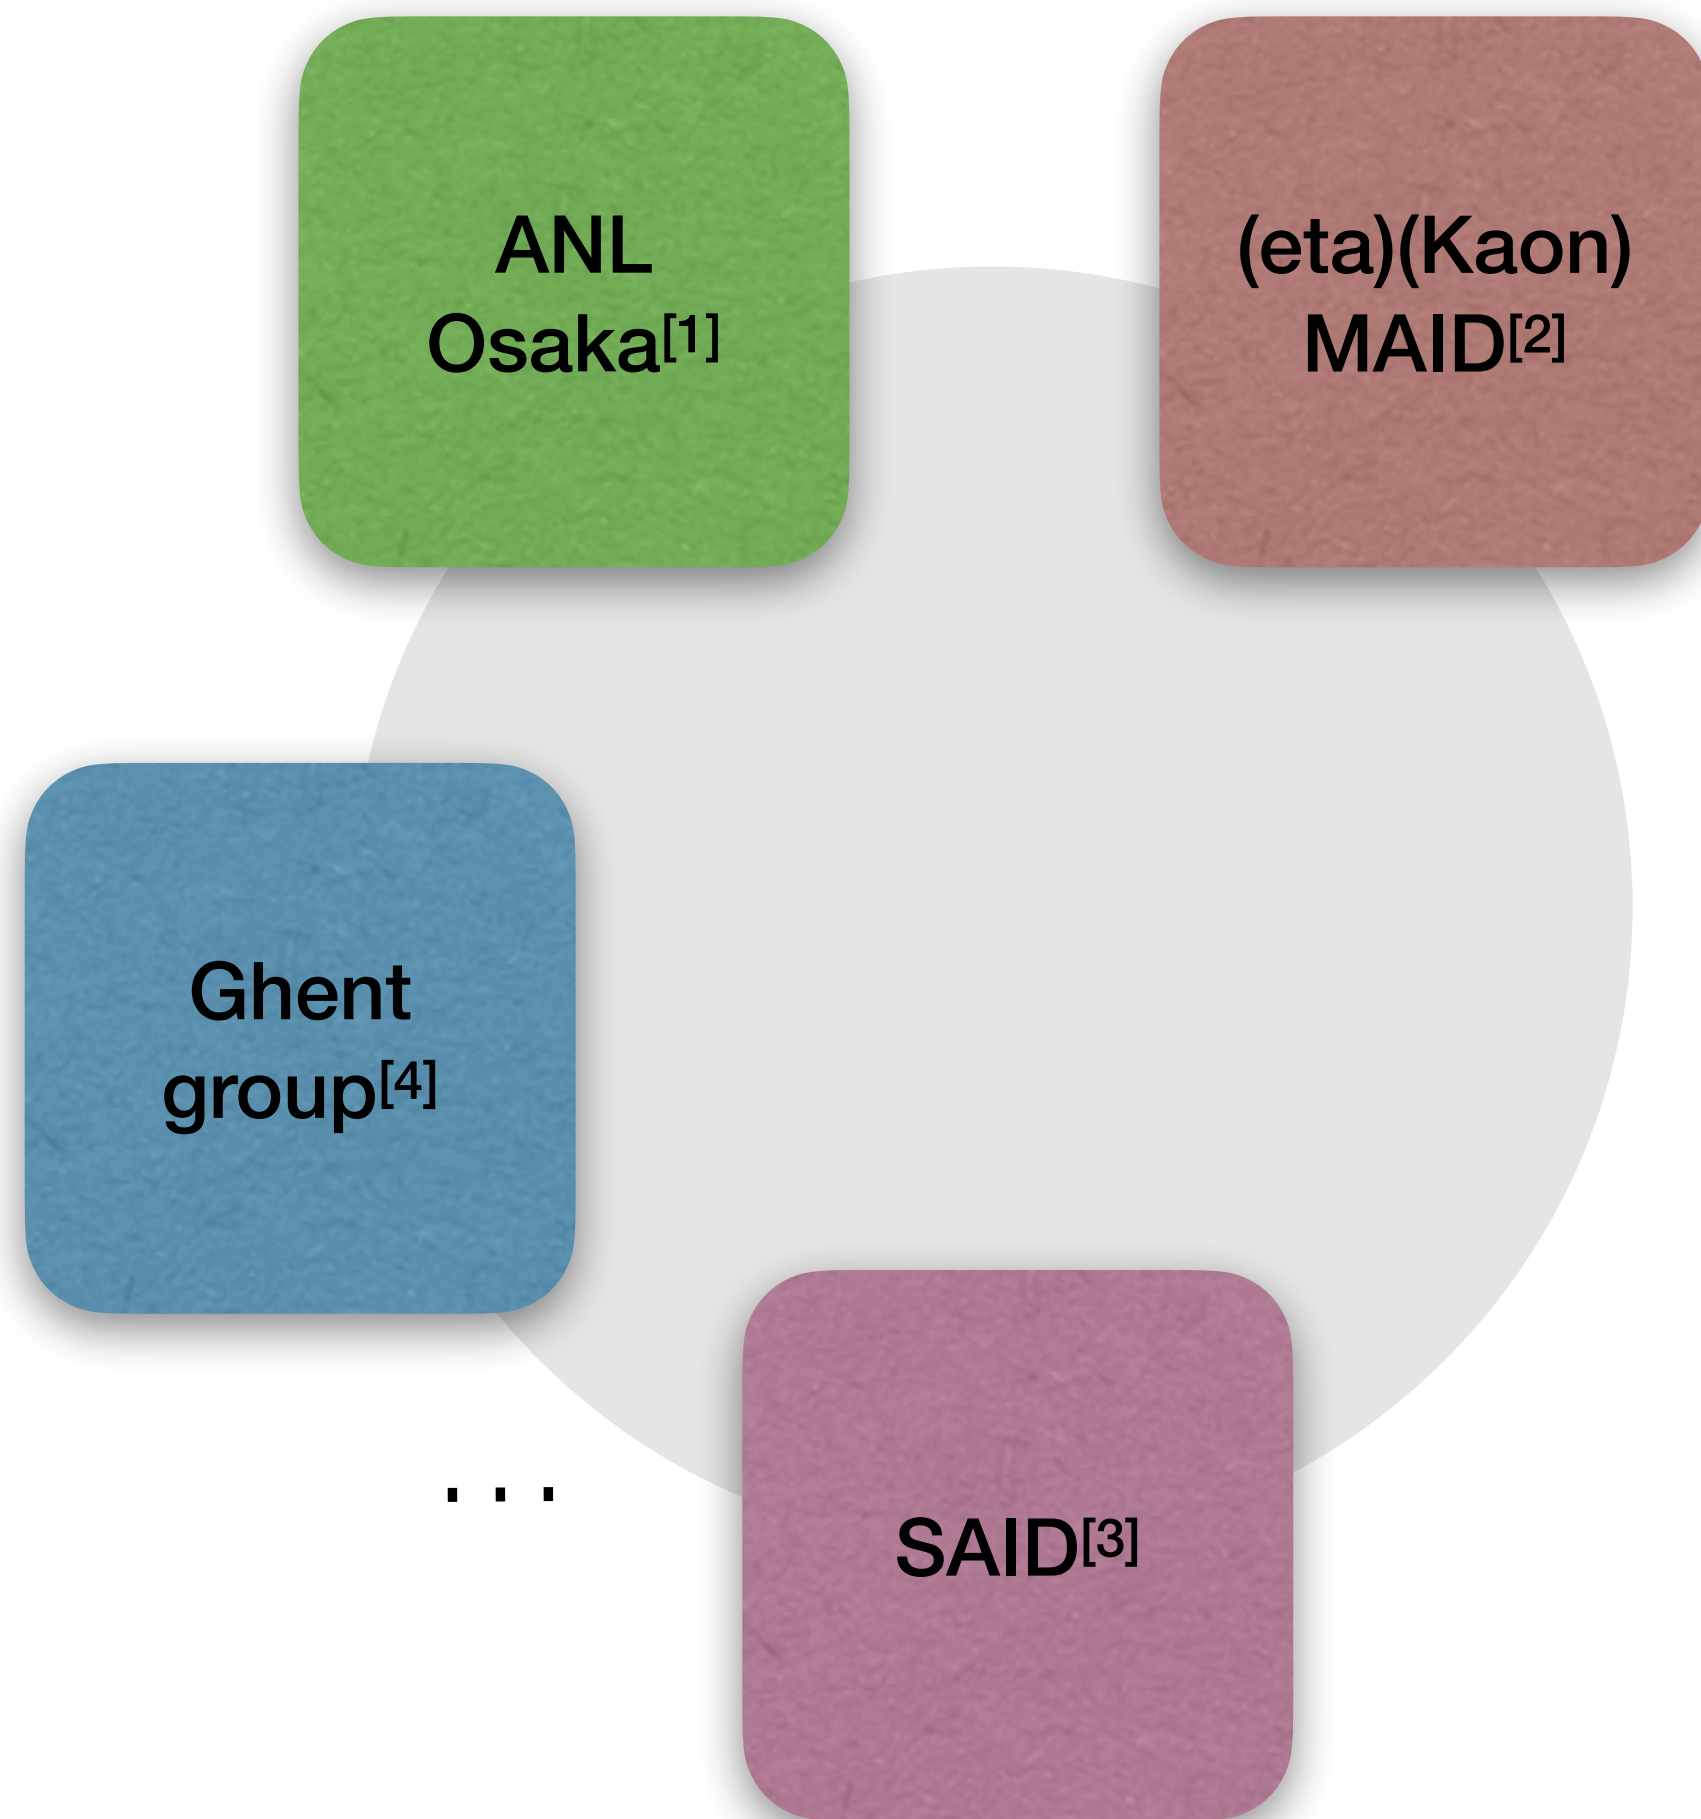 ANL
Osaka[1]
(eta)(Kaon)
MAID[2]
Ghent
group[4]
...
SAID[3]